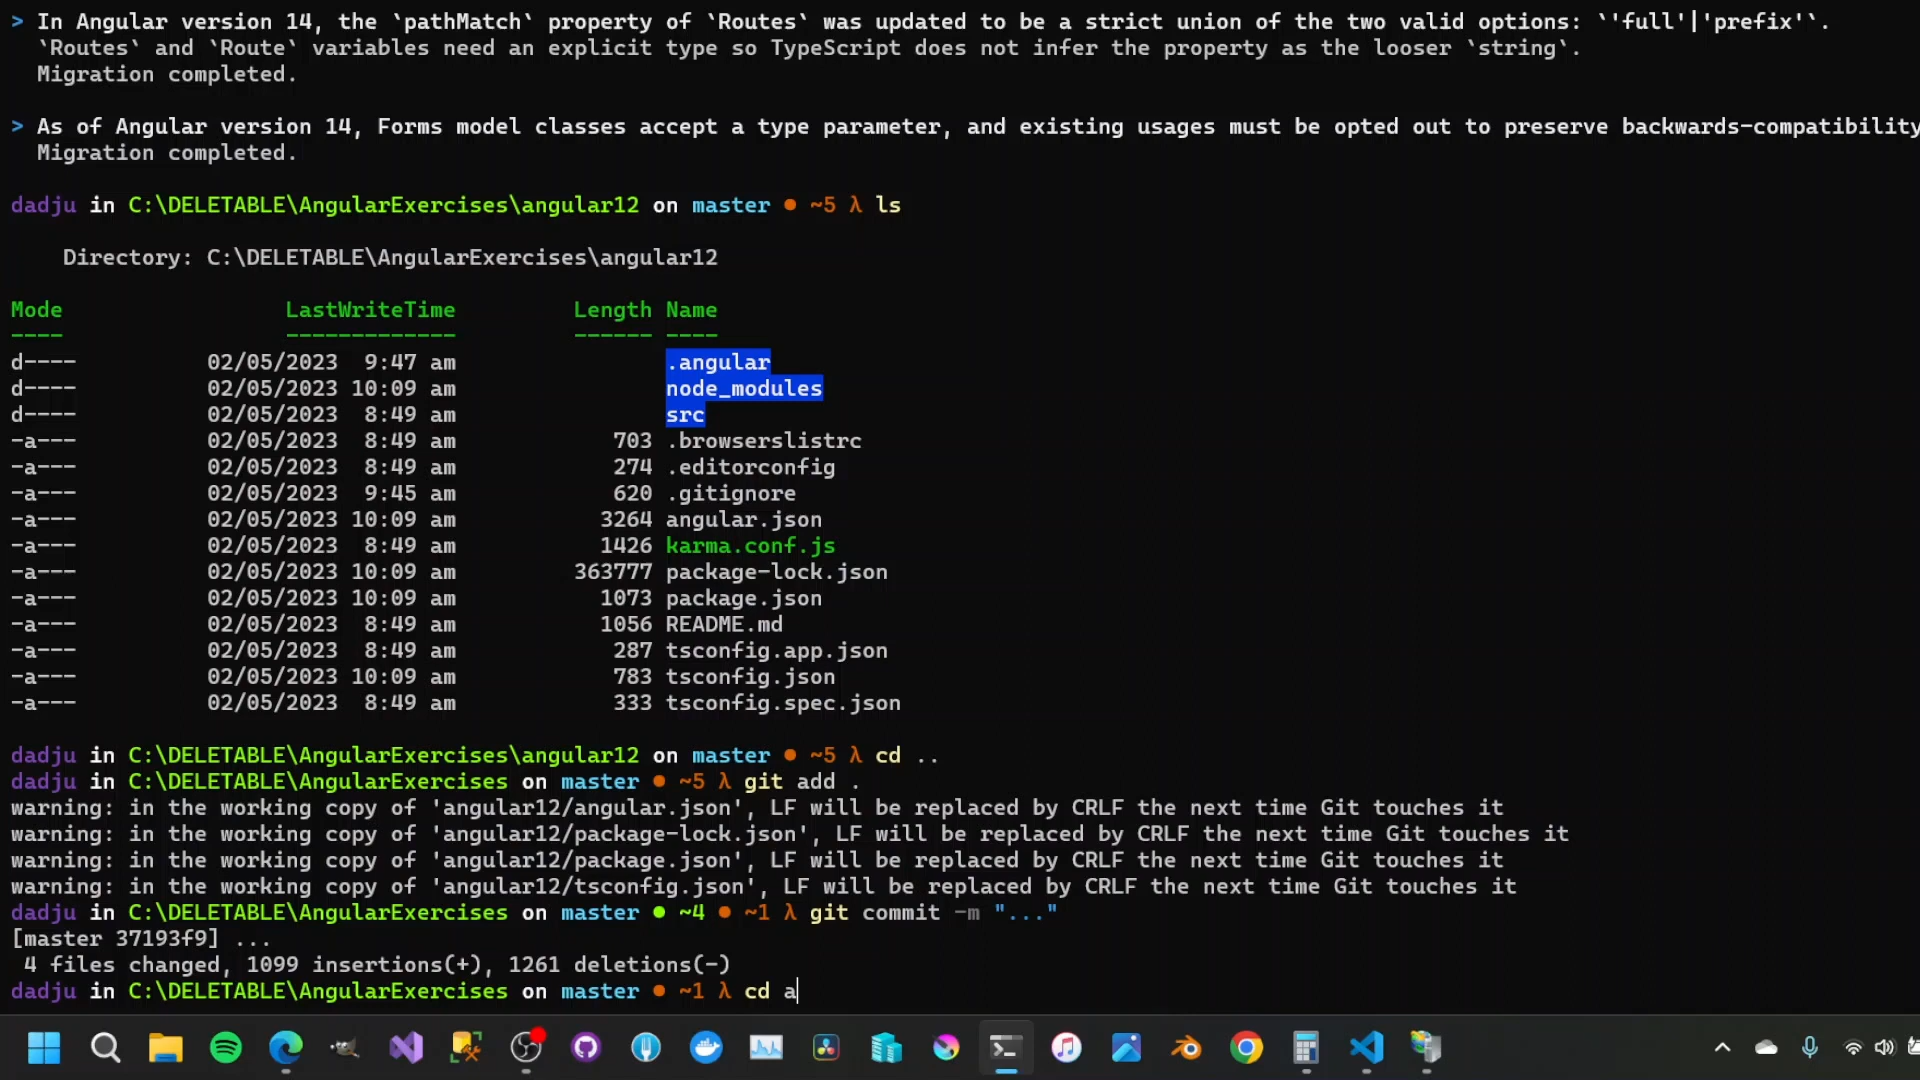 > In Angular version 14, the `pathMatch` property of `Routes` was updated to be a strict union of the two valid options: `'full'|'prefix'`.
`Routes` and `Route` variables need an explicit type so TypeScript does not infer the property as the looser `string`.
Migration completed.
> As of Angular version 14, Forms model classes accept a type parameter, and existing usages must be opted out to preserve backwards-compatibility
Migration completed.
dadju in C:\DELETABLE\AngularExercises\angular12 on master ● ~5 λ ls
Directory: C:\DELETABLE\AngularExercises\angular12
Mode LastWriteTime Length Name
---- ------------- ------ ----
d---- 02/05/2023 9:47 am .angular
d---- 02/05/2023 10:09 am node_modules
d---- 02/05/2023 8:49 am src
-a--- 02/05/2023 8:49 am 703 .browserslistrc
-a--- 02/05/2023 8:49 am 274 .editorconfig
-a--- 02/05/2023 9:45 am 620 .gitignore
-a--- 02/05/2023 10:09 am 3264 angular.json
-a--- 02/05/2023 8:49 am 1426 karma.conf.js
-a--- 02/05/2023 10:09 am 363777 package-lock.json
-a--- 02/05/2023 10:09 am 1073 package.json
-a--- 02/05/2023 8:49 am 1056 README.md
-a--- 02/05/2023 8:49 am 287 tsconfig.app.json
-a--- 02/05/2023 10:09 am 783 tsconfig.json
-a--- 02/05/2023 8:49 am 333 tsconfig.spec.json
dadju in C:\DELETABLE\AngularExercises\angular12 on master ● ~5 λ cd ..
dadju in C:\DELETABLE\AngularExercises on master ● ~5 λ git add .
warning: in the working copy of 'angular12/angular.json', LF will be replaced by CRLF the next time Git touches it
warning: in the working copy of 'angular12/package-lock.json', LF will be replaced by CRLF the next time Git touches it
warning: in the working copy of 'angular12/package.json', LF will be replaced by CRLF the next time Git touches it
warning: in the working copy of 'angular12/tsconfig.json', LF will be replaced by CRLF the next time Git touches it
dadju in C:\DELETABLE\AngularExercises on master ● ~4 ● ~1 λ git commit -m "..."
[master 37193f9] ...
4 files changed, 1099 insertions(+), 1261 deletions(-)
dadju in C:\DELETABLE\AngularExercises on master ● ~1 λ cd a